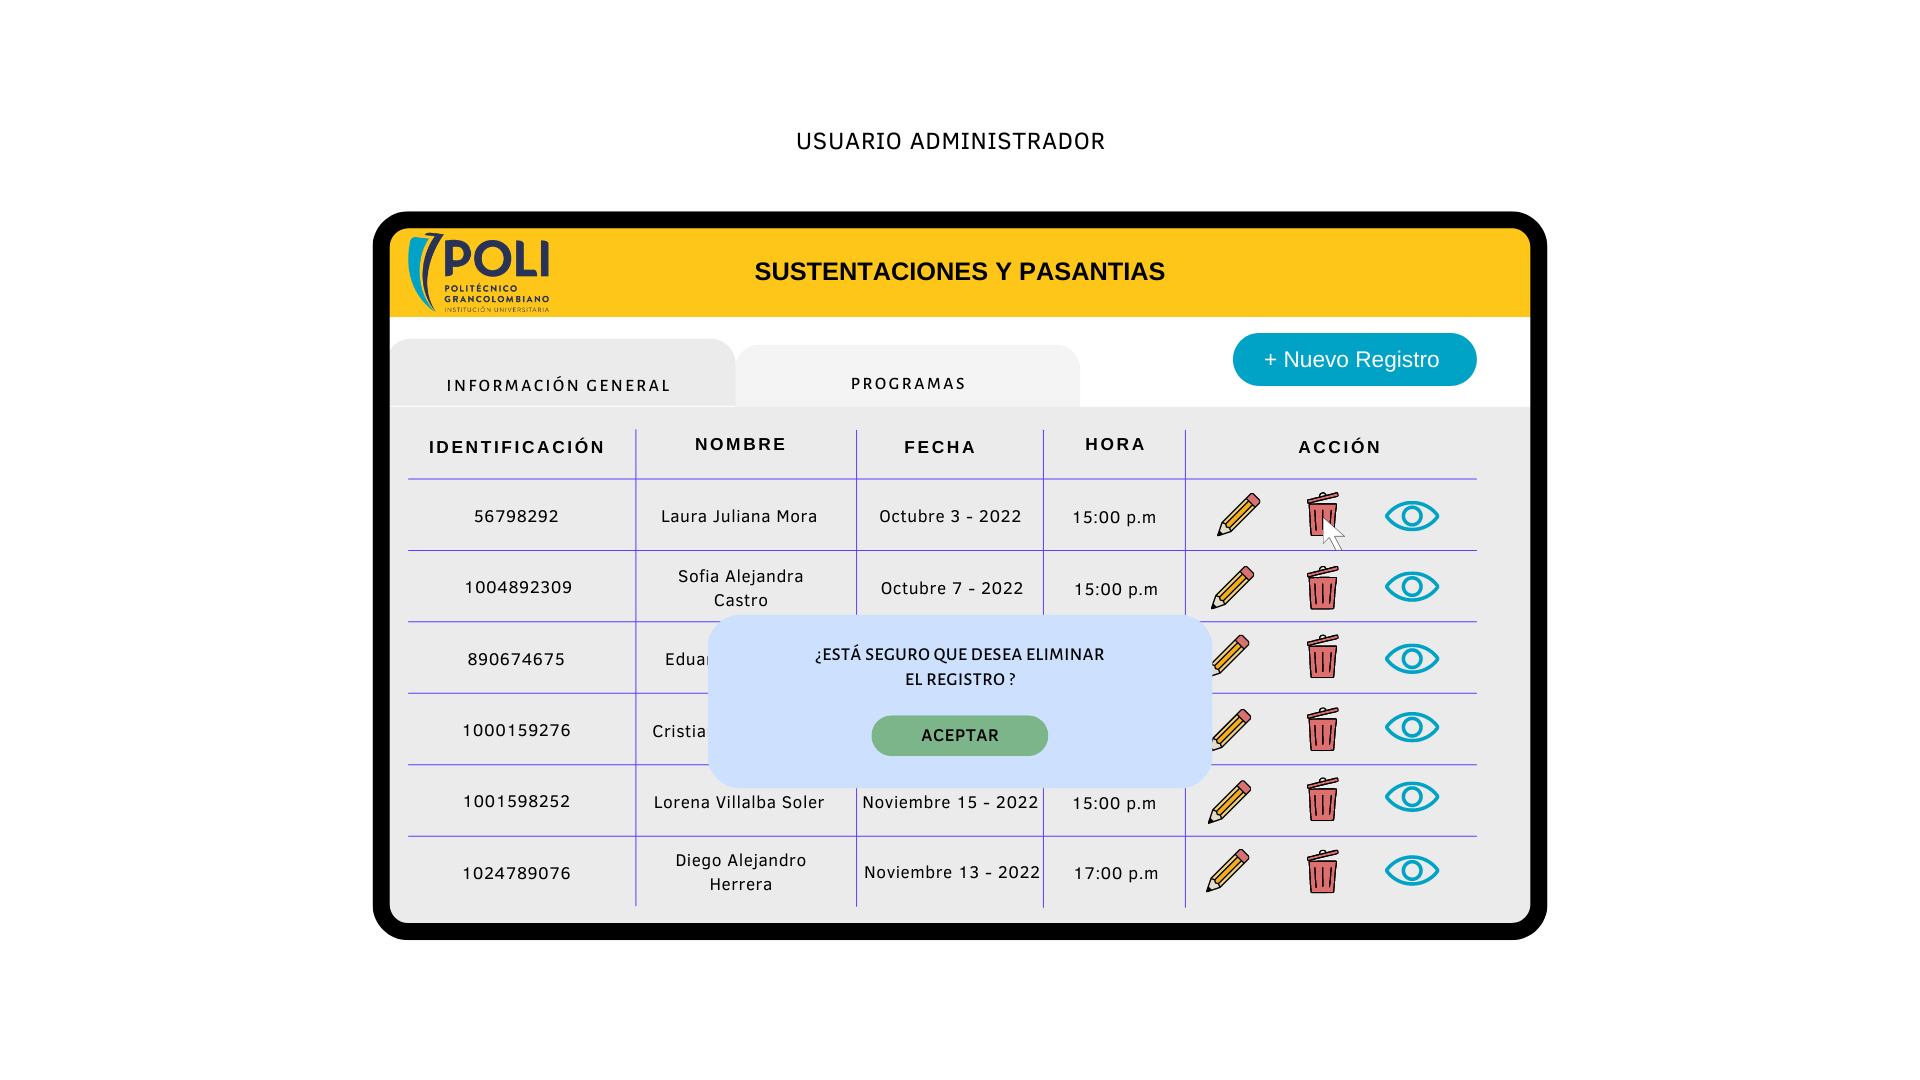 USUARIO ADMINISTRADOR
POLI
POLITÉCNICO
GRANCOLOMBIANO
INSTITUCIÓN UNIVERSITARIA
SUSTENTACIONES Y PASANTIAS
INFORMACIÓN GENERAL
PROGRAMAS
+ Nuevo Registro
IDENTIFICACIÓN NOMBRE FECHA HORA ACCIÓN
56798292 Laura Juliana Mora Octubre 3 - 2022 15:00 p.m
1004892309 Sofia Alejandra Castro Octubre 7 - 2022 15:00 p.m
890674675
¿ESTÁ SEGURO QUE DESEA ELIMINAR
EL REGISTRO ?
1000159276 Cristia
ACEPTAR
1001598252 Lorena Villalba Soler Noviembre 15 - 2022 15:00 p.m
1024789076 Diego Alejandro Herrera Noviembre 13 - 2022 17:00 p.m